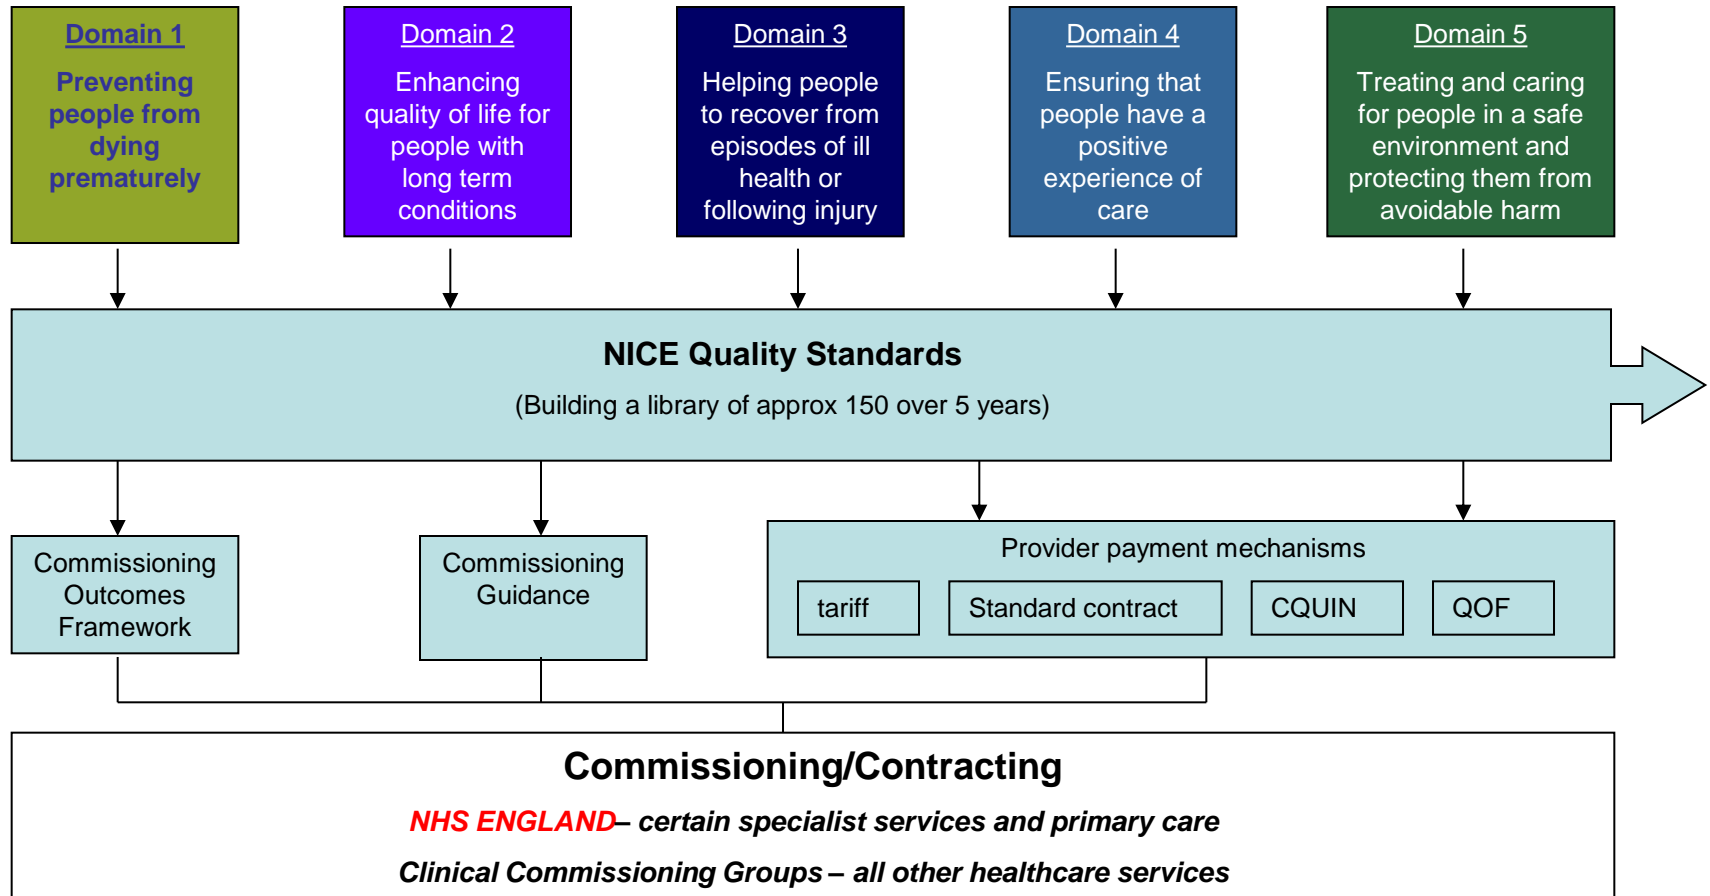 Domain 1
Preventing
people from
dying
prematurely
Domain 2
Enhancing
quality of life for
people with
long term
conditions
Domain 3
Helping people
to recover from
episodes of ill
health or
following injury
Domain 4
Ensuring that
people have a
positive
experience of
care
Domain 5
Treating and caring
for people in a safe
environment and
protecting them from
avoidable harm
NICE Quality Standards
(Building a library of approx 150 over 5 years)
Commissioning
Outcomes
Framework
Commissioning
Guidance
Provider payment mechanisms
tariff
Standard contract
CQUIN
QOF
Commissioning/Contracting
NHS ENGLAND– certain specialist services and primary care
Clinical Commissioning Groups – all other healthcare services